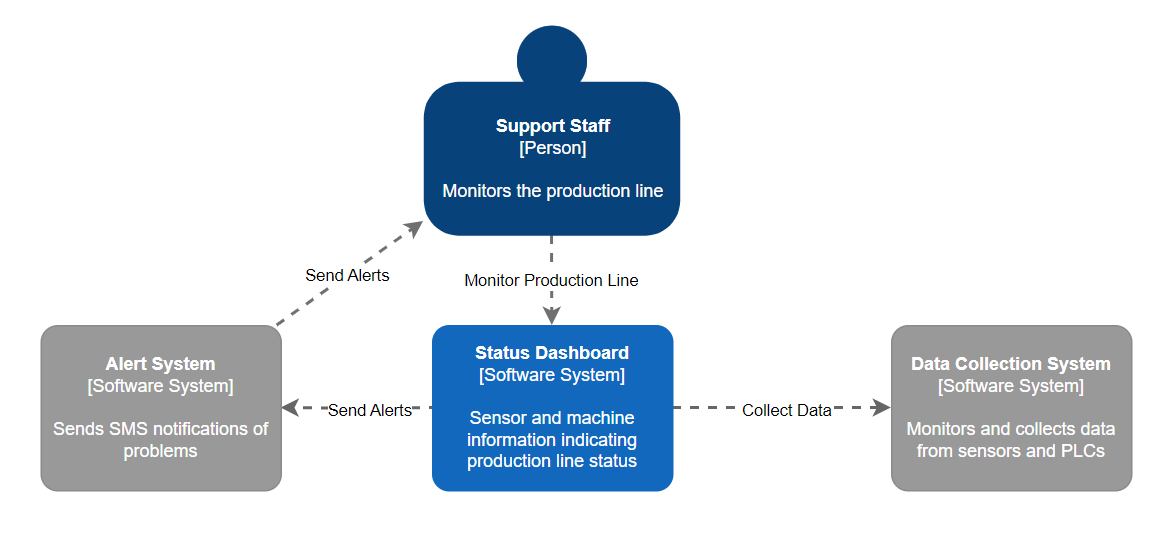 Support Staff
[Person]
Monitors the production line
Send Alerts
Monitor Production Line
Alert System
[Software System]
Sends SMS notifications of
problems
Send Alerts
Status Dashboard
[Software System]
Sensor and machine
information indicating
production line status
Collect Data
Data Collection System
[Software System]
Monitors and collects data
from sensors and PLCs